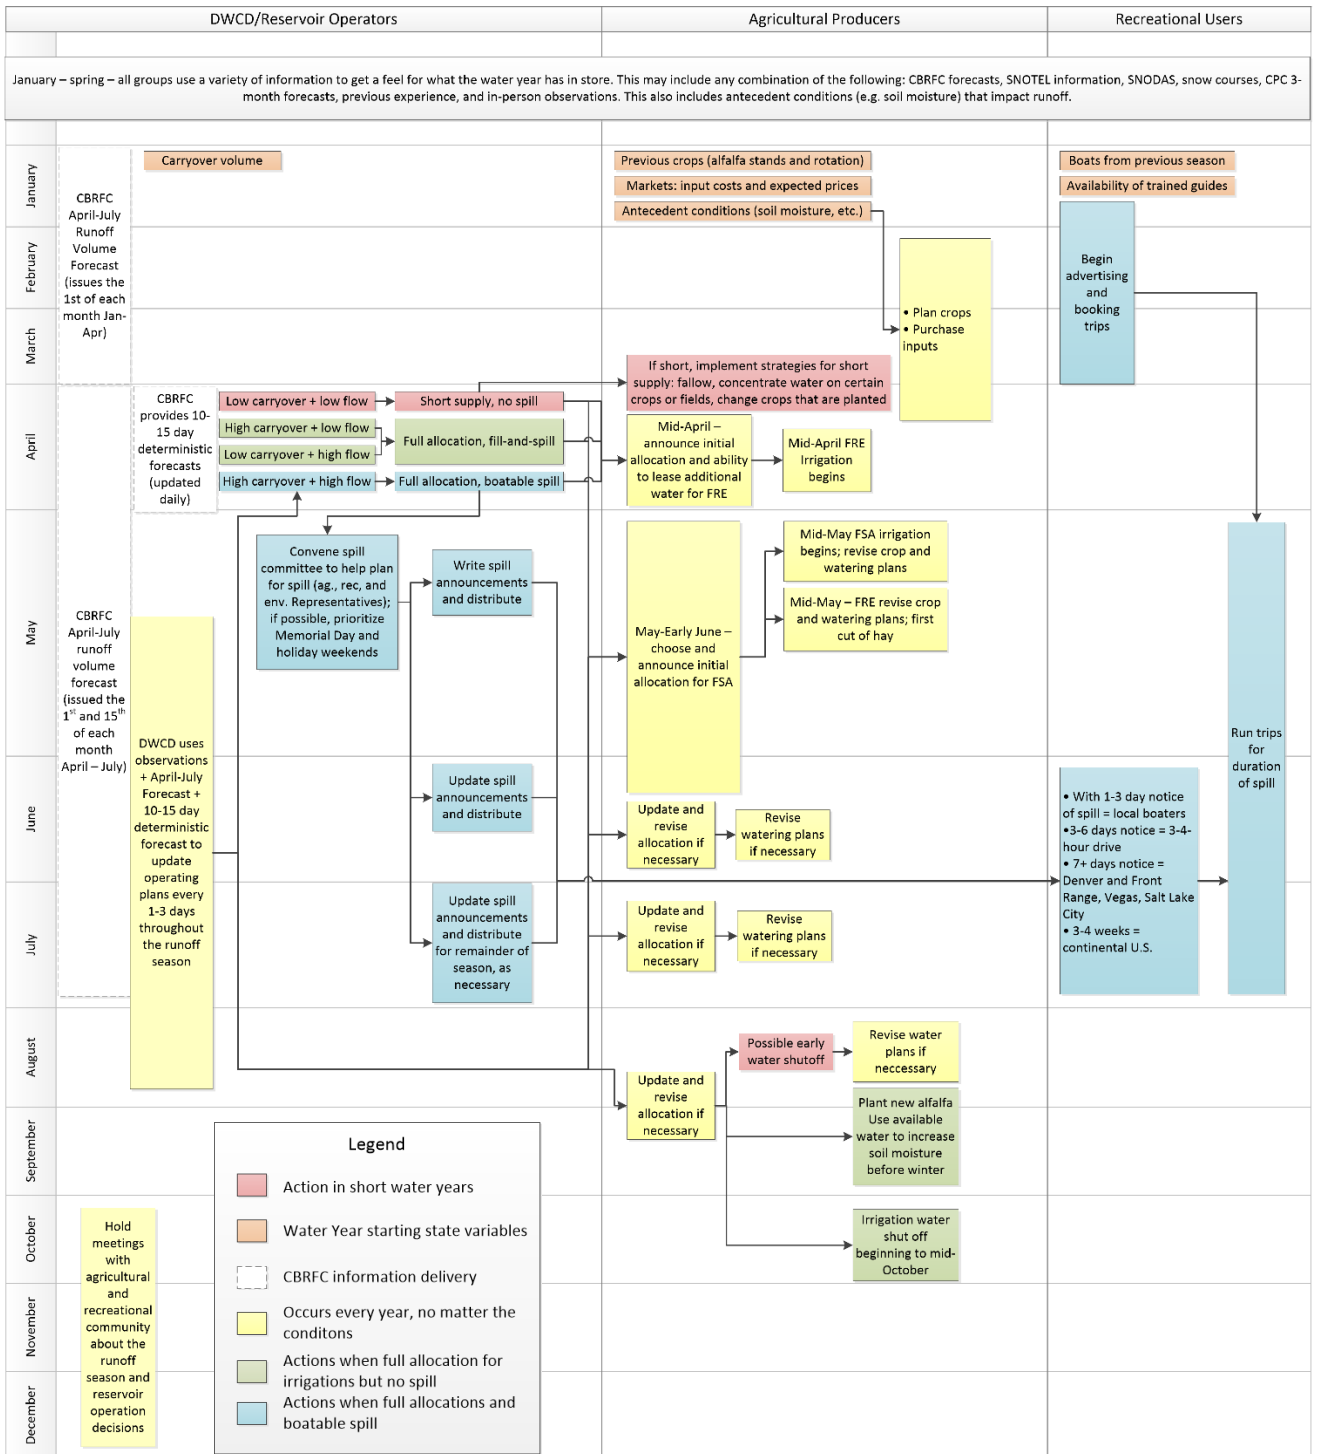 DWCD/Reservoir Operators
Agricultural Producers
Recreational Users
January – spring – all groups use a variety of information to get a feel for what the water year has in store. This may include any combination of the following: CBRFC forecasts, SNOTEL information, SNODAS, snow courses, CPC 3-
month forecasts, previous experience, and in-person observations. This also includes antecedent conditions (e.g. soil moisture) that impact runoff.
January
February
March
April
May
June
July
August
September
October
November
December
CBRFC
April-July
Runoff
Volume
Forecast
(issues the
1st of each
month Jan-
Apr)
Carryover volume
CBRFC
April-July
runoff
volume
forecast
(issued the
1st and 15th
of each
month
April – July)
CBRFC
provides 10-
15 day
deterministic
forecasts
(updated
daily)
Low carryover + low flow
High carryover + low flow
Low carryover + high flow
High carryover + high flow
Short supply, no spill
Full allocation, fill-and-spill
Full allocation, boatable spill
Convene spill
committee to help plan
for spill (ag., rec, and
env. Representatives);
if possible, prioritize
Memorial Day and
holiday weekends
Write spill
announcements
and distribute
Update spill
announcements
and distribute
Update spill
announcements
and distribute
for remainder of
season, as
necessary
DWCD uses
observations
+ April-July
Forecast +
10-15 day
deterministic
forecast to
update
operating
plans every
1-3 days
throughout
the runoff
season
Hold
meetings
with
agricultural
and
recreational
community
about the
runoff
season and
reservoir
operation
decisions
Previous crops (alfalfa stands and rotation)
Markets: input costs and expected prices
Antecedent conditions (soil moisture, etc.)
• Plan crops
• Purchase
inputs
If short, implement strategies for short
supply: fallow, concentrate water on certain
crops or fields, change crops that are planted
Mid-April –
announce initial
allocation and ability
to lease additional
water for FRE
Mid-April FRE
Irrigation
begins
May-Early June –
choose and
announce initial
allocation for FSA
Mid-May FSA irrigation
begins; revise crop and
watering plans
Mid-May – FRE revise crop
and watering plans; first
cut of hay
Update and
revise
allocation if
necessary
Revise
watering plans
if necessary
Update and
revise
allocation if
necessary
Revise
watering plans
if necessary
Update and
revise
allocation if
necessary
Possible early
water shutoff
Revise water
plans if
neccessary
Plant new alfalfa
Use available
water to increase
soil moisture
before winter
Irrigation water
shut off
beginning to mid-
October
Boats from previous season
Availability of trained guides
Begin
advertising
and
booking
trips
• With 1-3 day notice
of spill = local boaters
•3-6 days notice = 3-4-
hour drive
• 7+ days notice =
Denver and Front
Range, Vegas, Salt Lake
City
• 3-4 weeks =
continental U.S.
Run trips
for
duration
of spill
Legend
Action in short water years
Water Year starting state variables
CBRFC information delivery
Occurs every year, no matter the
conditons
Actions when full allocation for
irrigations but no spill
Actions when full allocations and
boatable spill